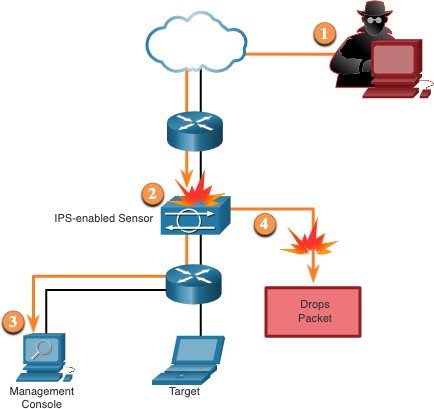 1
2
IPS-enabled Sensor
4
Drops
Packet
3
Management
Console
Target